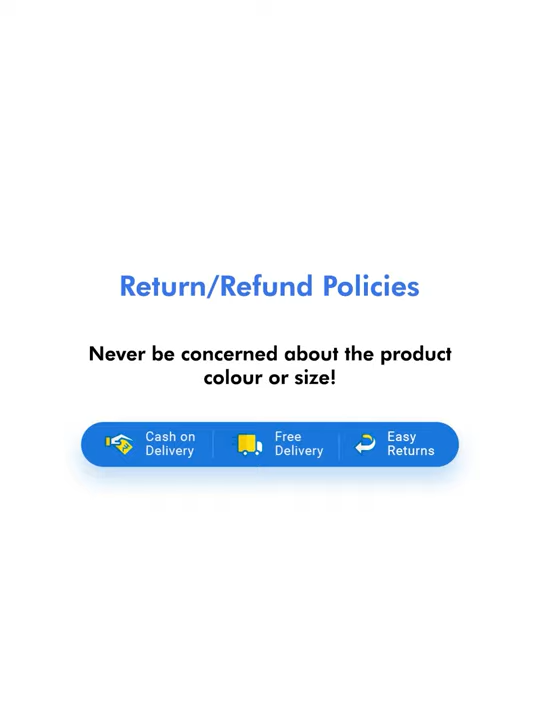 Return/Refund Policies
Never be concerned about the product
colour or size!
Cash on
Delivery
Free
Delivery
Easy
Returns